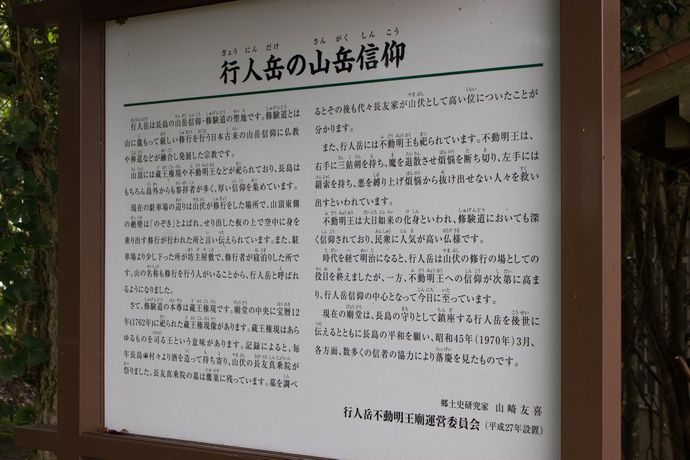 行人岳の山岳信仰
行人岳は長島の山岳信仰・修験道の聖地です。修験道とは
山に籠もって厳しい修行を行う日本古来の山岳信仰に仏教
や神道などが融合し発展した宗教です。
山頂には蔵王権現や不動明王などが祀られており、長島は
もちろん島外からも参拝者が多く、厚い信仰を集めています。
現在の駐車場の辺りは山伏が修行をした場所で、山頂東側
の絶壁は「のぞき」とよばれ、せり出した板の上で空中に身を
乗り出す修行が行われた所と言い伝えられています。また、駐
車場より少し下った所が坊主屋敷で、修行者が寝泊りした所で
す。山の名称も修行を行う人がいることから、行人岳と呼ばれ
るようになりました。
さて、修験道の本尊は蔵王権現です。廟堂の中央に宝暦12
年(1762年)に祀られた蔵王権現像があります。蔵王権現はあら
ゆるものを司る王という意味があります。記録によると、毎
年長島の村々より酒を造って持ち寄り、山伏の長友真乗院が
祭りました。長友真乗院の墓は鷹巣に残っています。墓を調べ
るとその後も代々長友家が山伏として高い位についたことが
分かります。
また、行人岳には不動明王も祀られています。不動明王は、
右手に三鈷剣を持ち、魔を退散させ煩悩を断ち切り、左手には
羂索を持ち、悪を縛り上げ煩悩から抜け出せない人々を救い
出すといわれています。
不動明王は大日如来の化身といわれ、修験道においても深
く信仰されており、民衆に人気が高い仏様です。
時代を経て明治になると、行人岳は山伏の修行の場としての
役目を終えましたが、一方、不動明王への信仰が次第に高ま
り、行人岳信仰の中心となって今日に至っています。
現在の廟堂は、長島の守りとして鎮座する行人岳を後世に
伝えるとともに長島の平和を願い、昭和45年(1970年)3月、
各方面、数多くの信者の協力により落慶を見たものです。
郷土史研究家 山﨑友喜
行人岳不動明王廟運営委員会(平成27年設置)